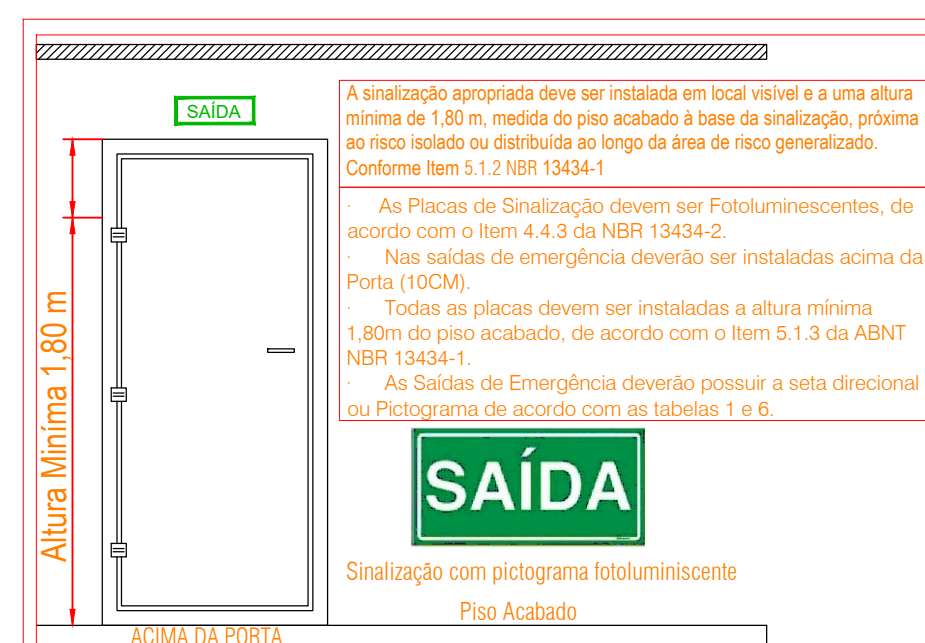 SAÍDA
A sinalização apropriada deve ser instalada em local visível e a uma altura
mínima de 1,80 m, medida do piso acabado à base da sinalização, próxima
ao risco isolado ou distribuída ao longo da área de risco generalizado.
Conforme Item 5.1.2 NBR 13434-1
· As Placas de Sinalização devem ser Fotoluminescentes, de
acordo com o Item 4.4.3 da NBR 13434-2.
· Nas saídas de emergência deverão ser instaladas acima da
Porta (10CM).
· Todas as placas devem ser instaladas a altura mínima
1,80m do piso acabado, de acordo com o Item 5.1.3 da ABNT
NBR 13434-1.
· As Saídas de Emergência deverão possuir a seta direcional
ou Pictograma de acordo com as tabelas 1 e 6.
Altura Miníma 1,80 m
SAÍDA
Sinalização com pictograma fotoluminiscente
Piso Acabado
ACIMA DA PORTA